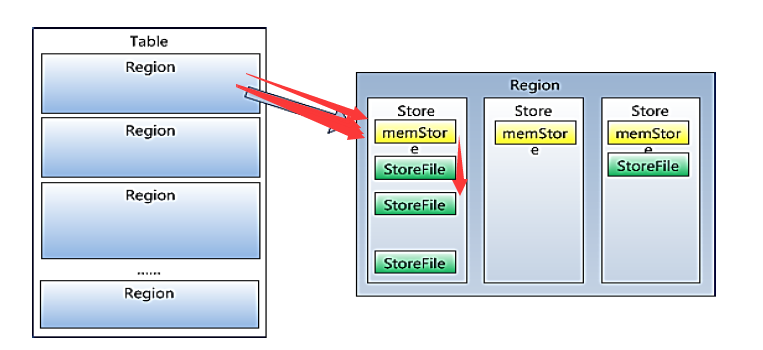 Table
Region
Region
Region
......
Region
Region
Store
memStor
e
StoreFile
StoreFile
StoreFile
Store
memStor
e
Store
memStor
e
StoreFile